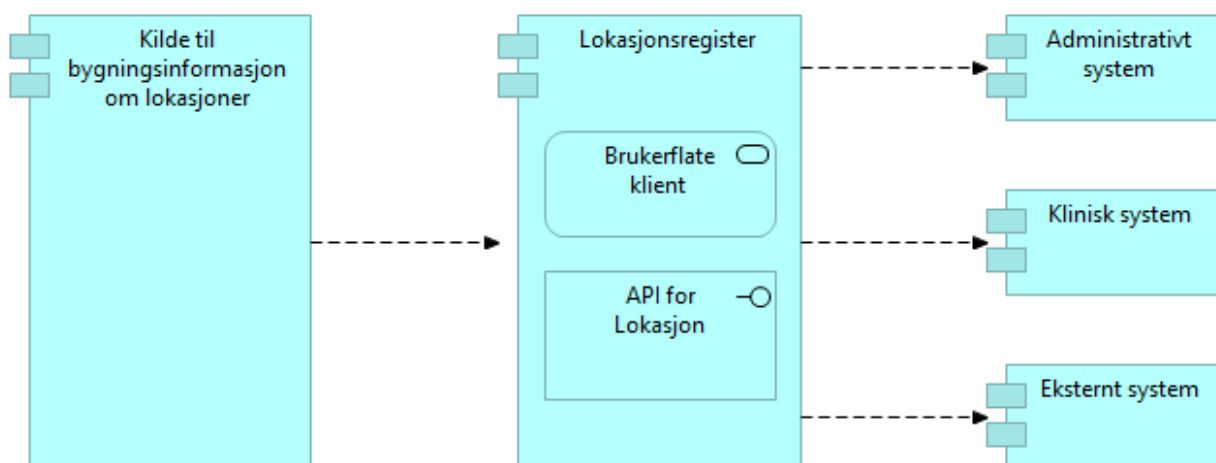 Kilde til
bygningsinformasjon
om lokasjoner
Lokasjonsregister
Brukerflate
klient
API for
Lokasjon
Administrativt
system
Klinisk system
Eksternt system